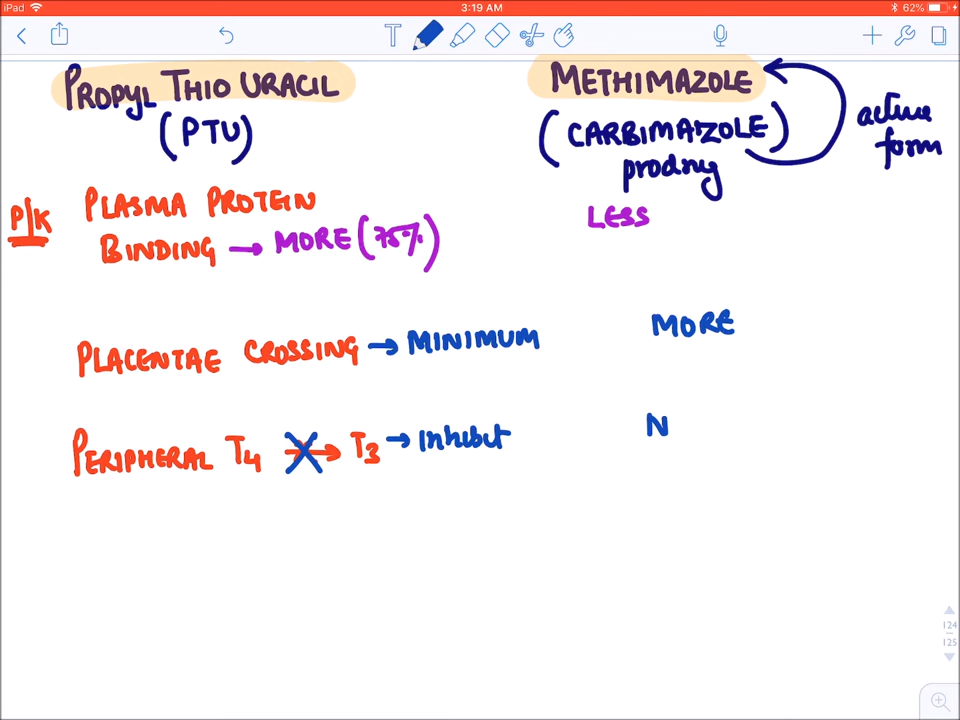 iPad 3:19 AM 62%
T
PROPYL THIO URACIL METHIMAZOLE
(PTU) (CARBIMAIZOLE) active
prodrug form
P/K PLASMA PROTEIN LESS
BINDING → MORE (75%)
PLACENTAE CROSSING → MINIMUM MORE
PERIPHERAL T4 → T3 → Inhibit N
124
125